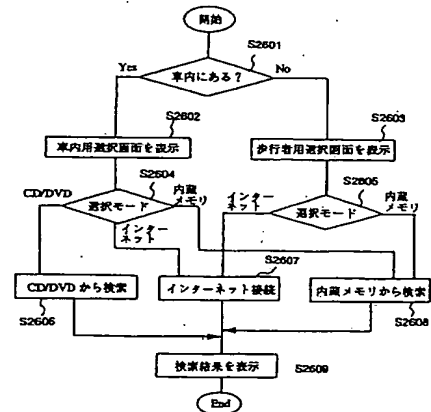 開始
S2601
Yes
車内にある？
No
S2602
S2603
車内用選択画面を表示
歩行者用選択画面を表示
S2604
S2605
CD/DVD
選択モード
内蔵
メモリ
インター
ネット
インター
ネット
選択モード
内蔵
メモリ
S2607
CD/DVDから検索
インターネット接続
内蔵メモリから検索
S2606
S2608
検索結果を表示
S2609
End